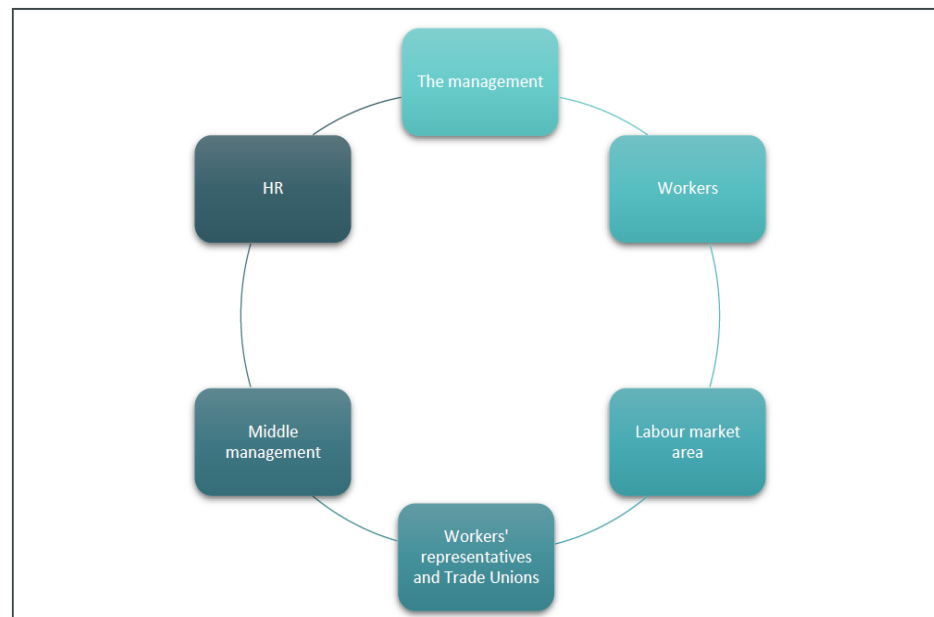 The management
Workers
Labour market
area
Workers'
representatives
and Trade Unions
Middle
management
HR